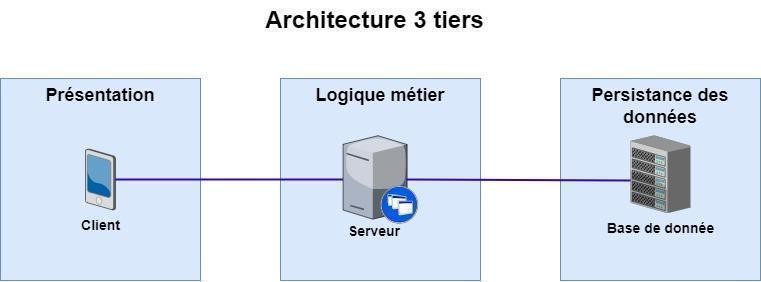 Architecture 3 tiers
Présentation
Client
Logique métier
Serveur
Persistance des
données
Base de donnée